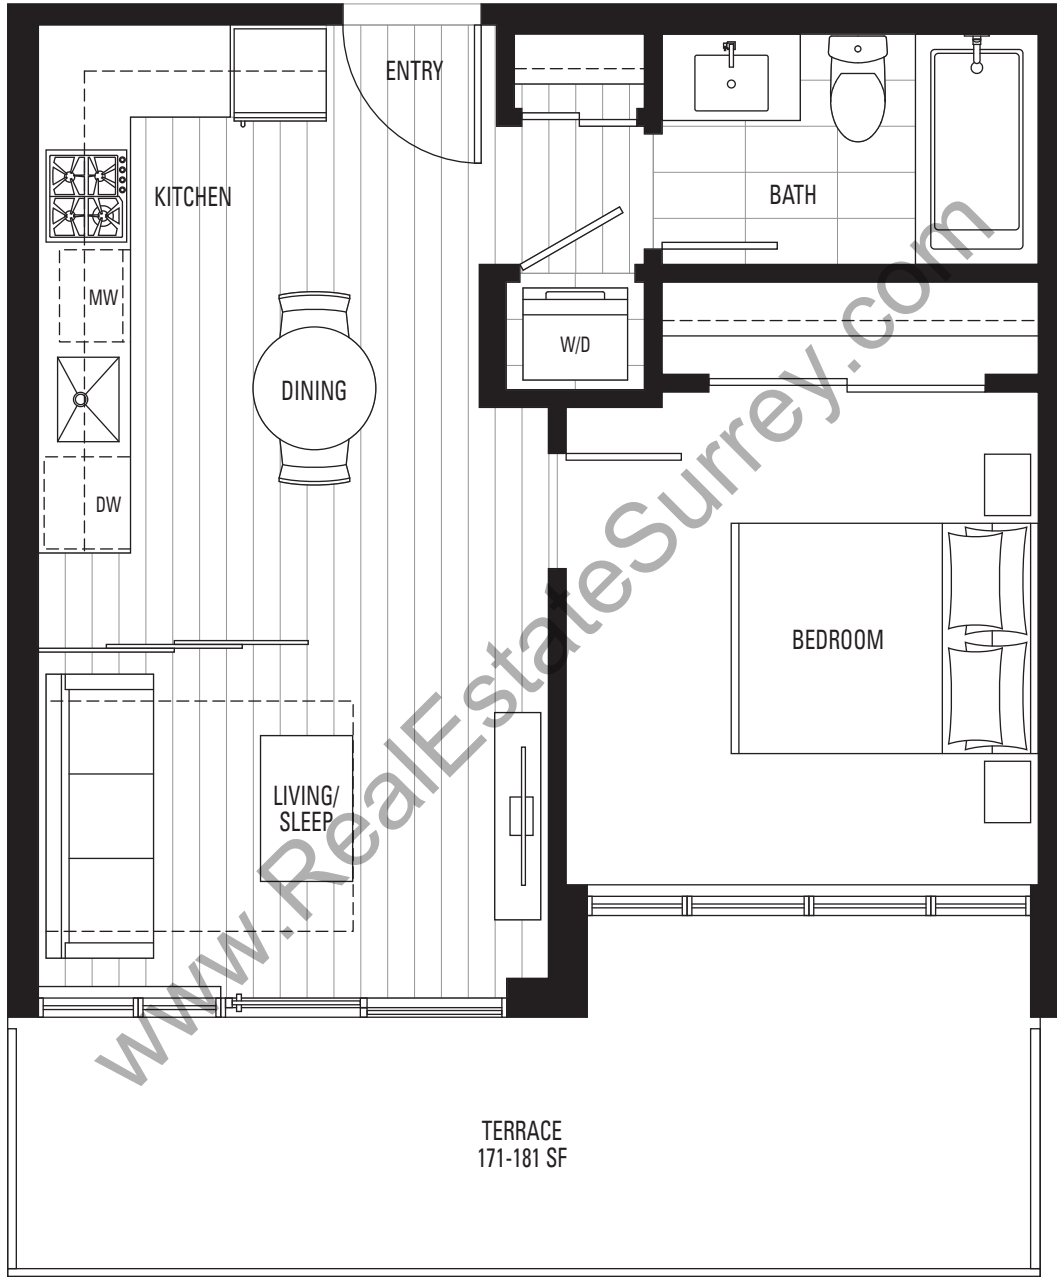 ENTRY
KITCHEN
BATH
MW
W/D
DINING
DW
BEDROOM
LIVING/
SLEEP
www.RealEstateSurrey.com
TERRACE
171-181 SF